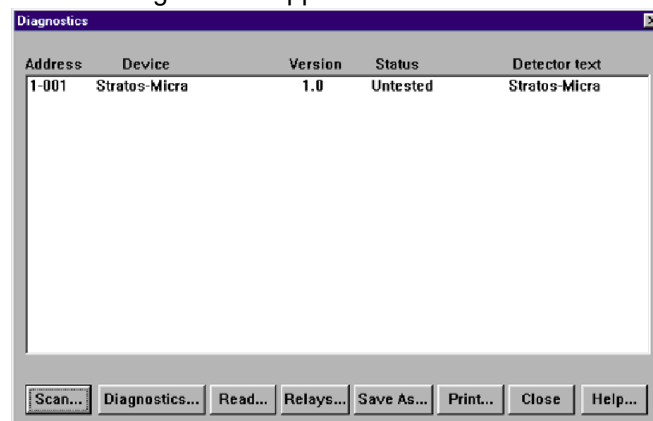 Diagnostics
Address Device Version Status Detector text
1-001 Stratos-Micra 1.0 Untested Stratos-Micra
Scan... Diagnostics... Read... Relays... Save As... Print... Close Help...